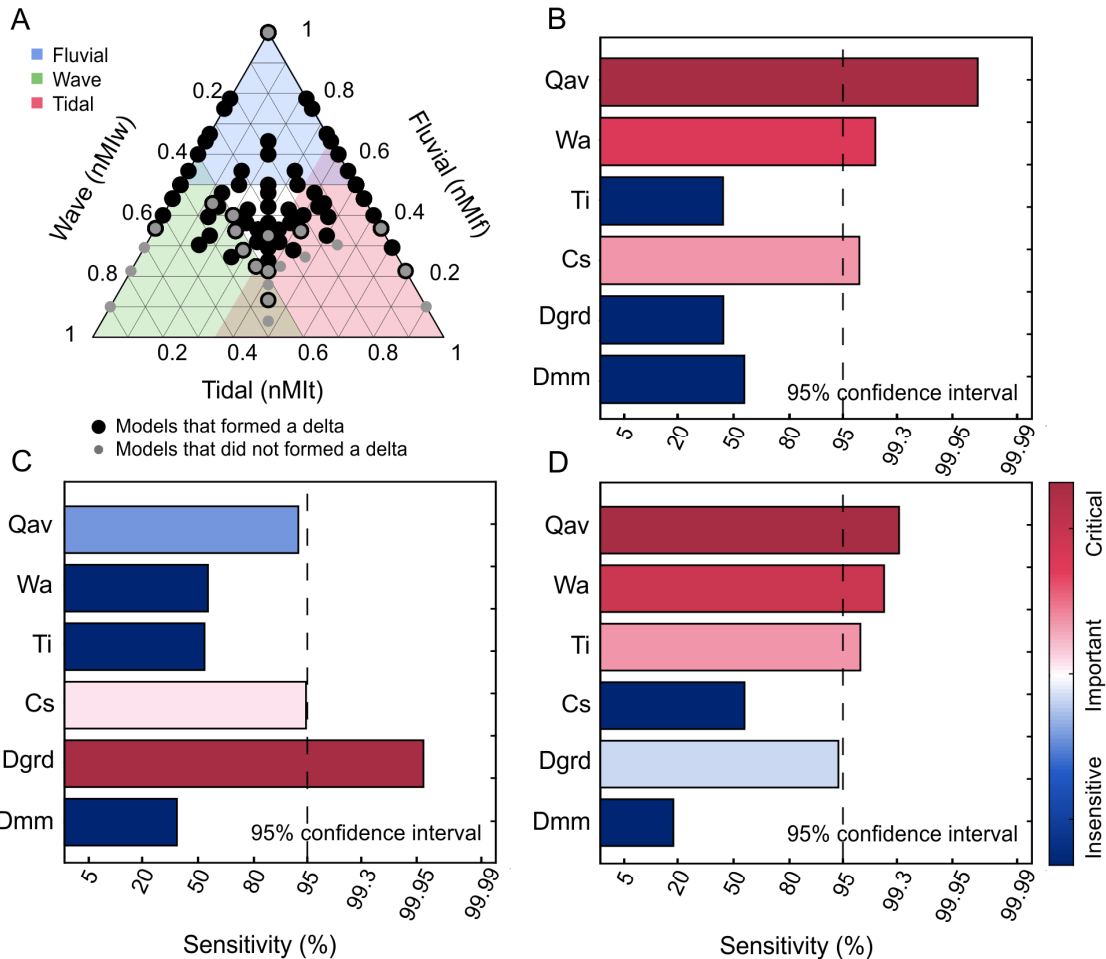 A
Fluvial
Wave
Tidal
1
0.2
0.8
0.4
0.6
0.6
0.4
0.8
0.2
1
1
0.2
0.4
0.6
0.8
Wave (nMIw)
Fluvial (nMIf)
Tidal (nMIt)
Models that formed a delta
Models that did not formed a delta
B
Qav
Wa
Ti
Cs
Dgrd
Dmm
95% confidence interval
5
20
50
80
95
99.3
99.95
99.99
C
Qav
Wa
Ti
Cs
Dgrd
Dmm
95% confidence interval
5
20
50
80
95
99.3
99.95
99.99
Sensitivity (%)
D
Qav
Wa
Ti
Cs
Dgrd
Dmm
95% confidence interval
5
20
50
80
95
99.3
99.95
99.99
Sensitivity (%)
Critical
Important
Insensitive